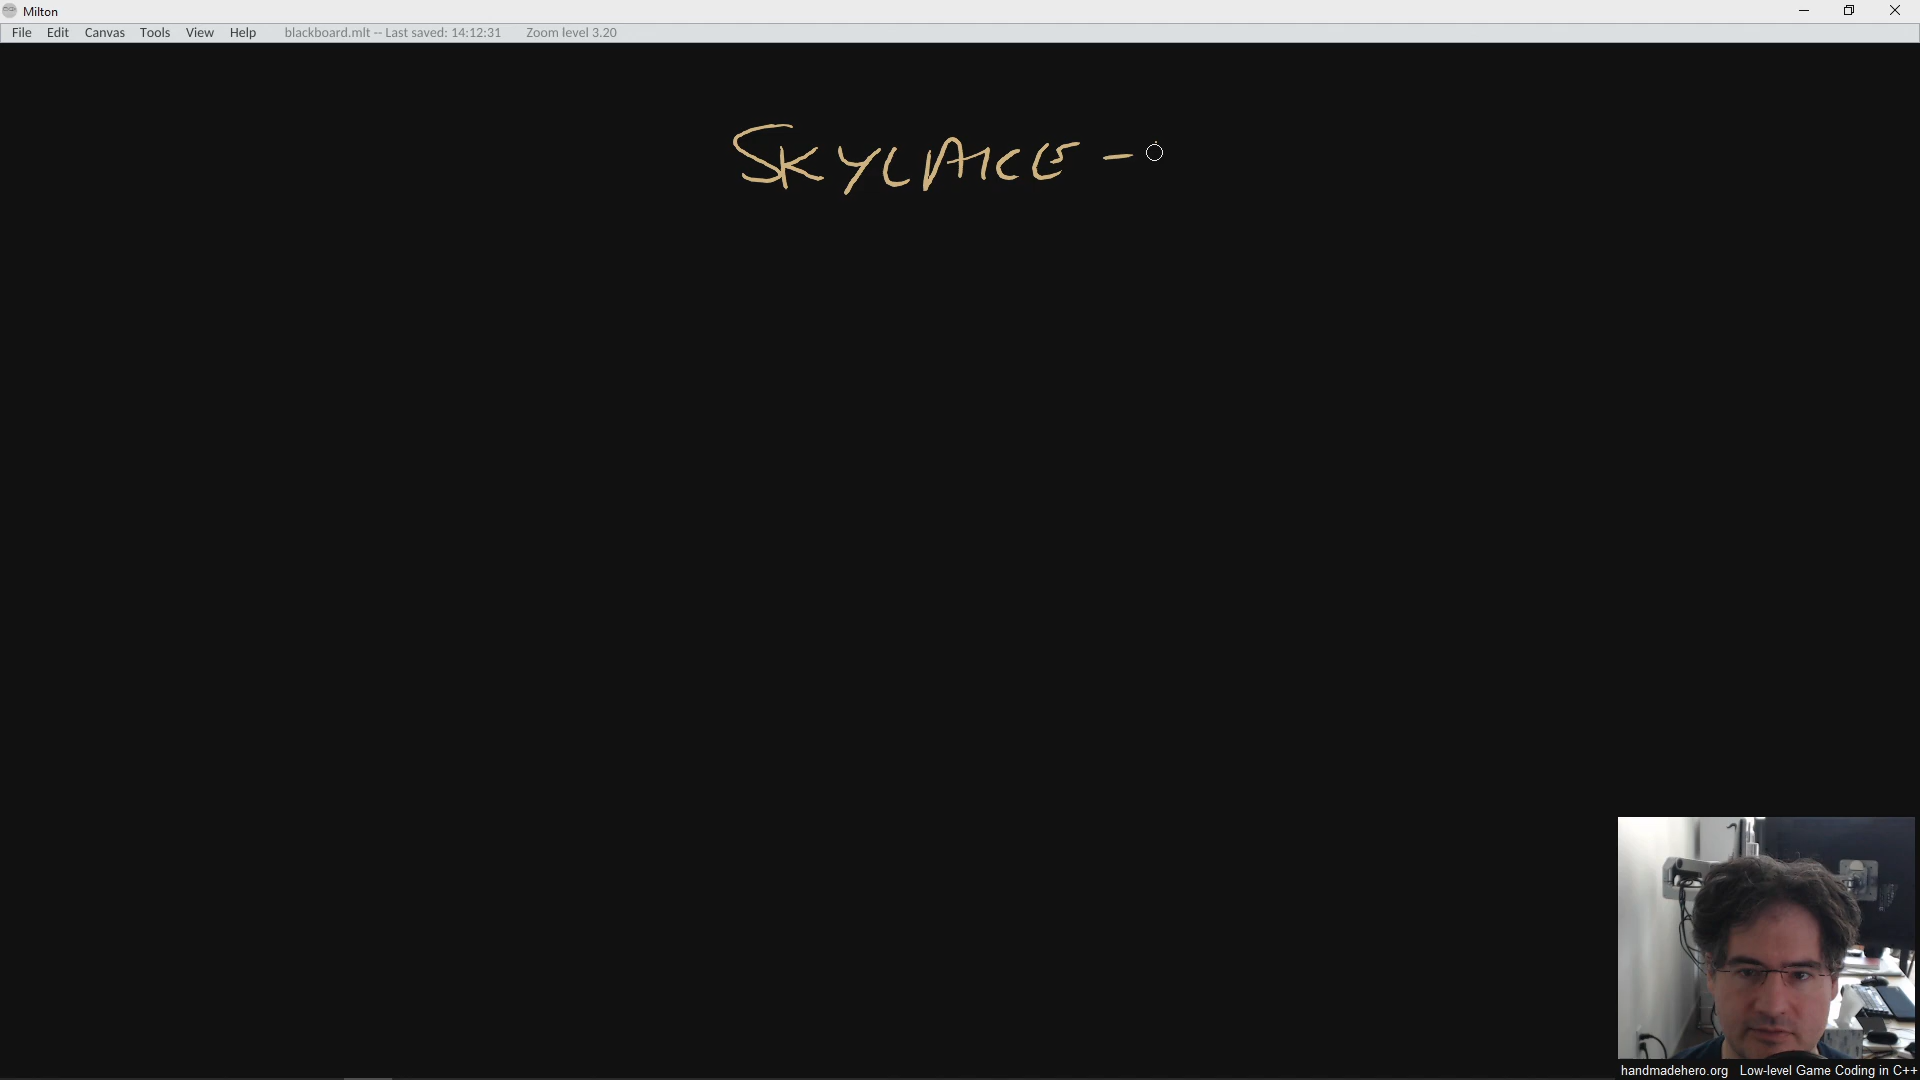 Milton
File Edit Canvas Tools View Help blackboard.mlt -- Last saved: 14:12:31 Zoom level 3.20
SKYLAKE -
handmadehero.org Low-level Game Coding in C++